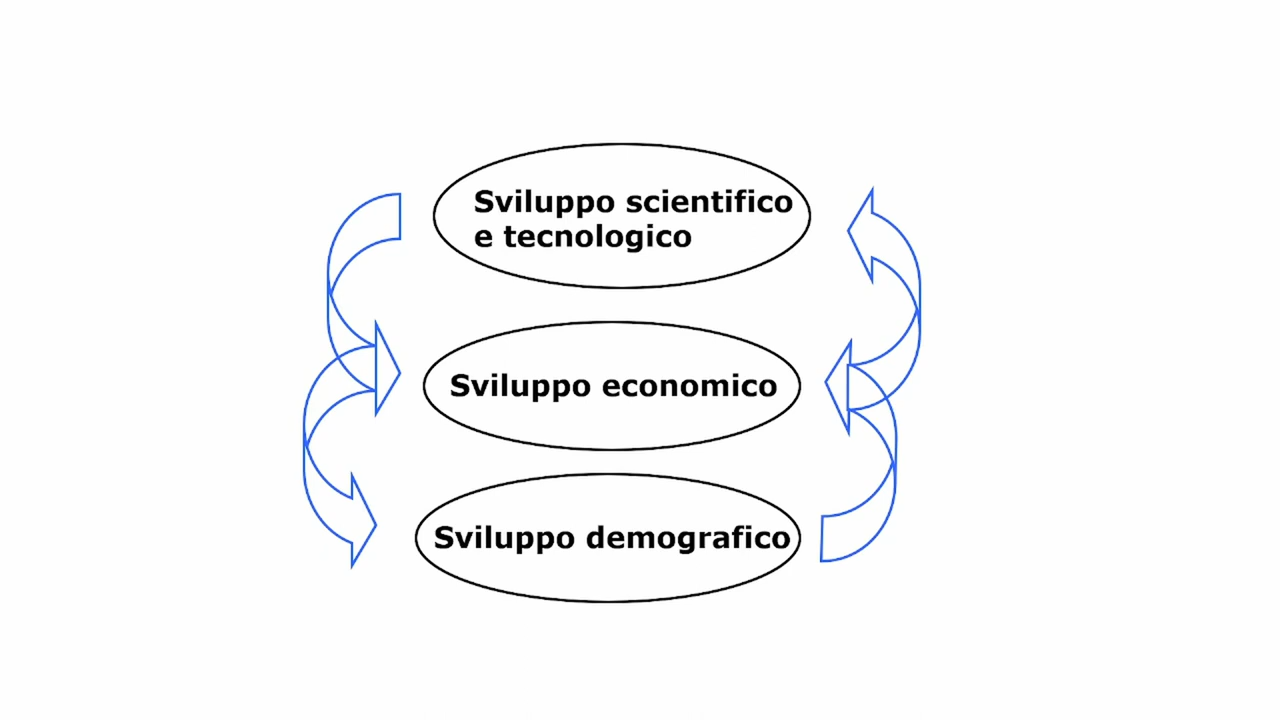 Sviluppo scientifico
e tecnologico
Sviluppo economico
Sviluppo demografico